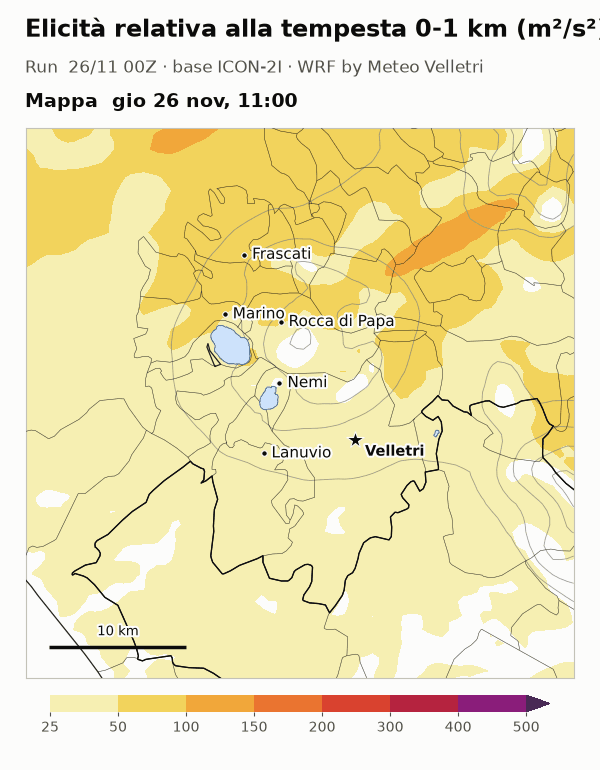 Elicità relativa alla tempesta 0-1 km (m²/s²)
Run  26/11 00Z · base ICON-2I · WRF by Meteo Velletri
Mappa  gio 26 nov, 11:00
Frascati
Marino
Rocca di Papa
Nemi
Velletri
Lanuvio
10 km
25 50 100 150 200 300 400 500